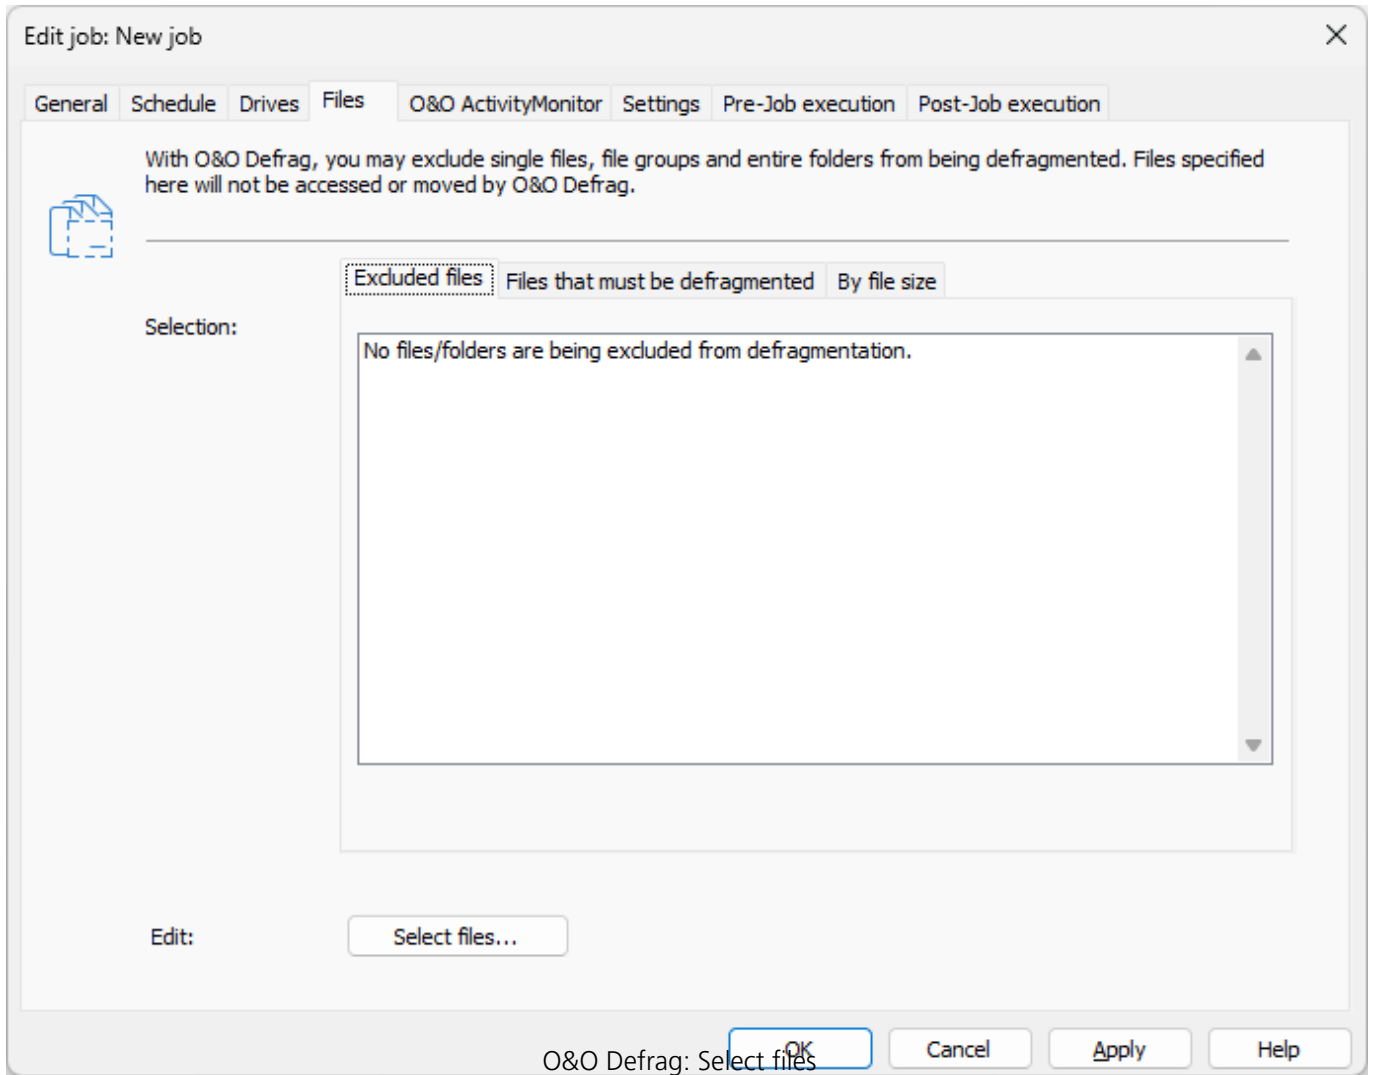 Edit job: New job
General Schedule Drives Files O&O ActivityMonitor Settings Pre-Job execution Post-Job execution
With O&O Defrag, you may exclude single files, file groups and entire folders from being defragmented. Files specified
here will not be accessed or moved by O&O Defrag.
Excluded files Files that must be defragmented By file size
Selection:
No files/folders are being excluded from defragmentation.
Edit: Select files...
OK Cancel Apply Help
O&O Defrag: Select files